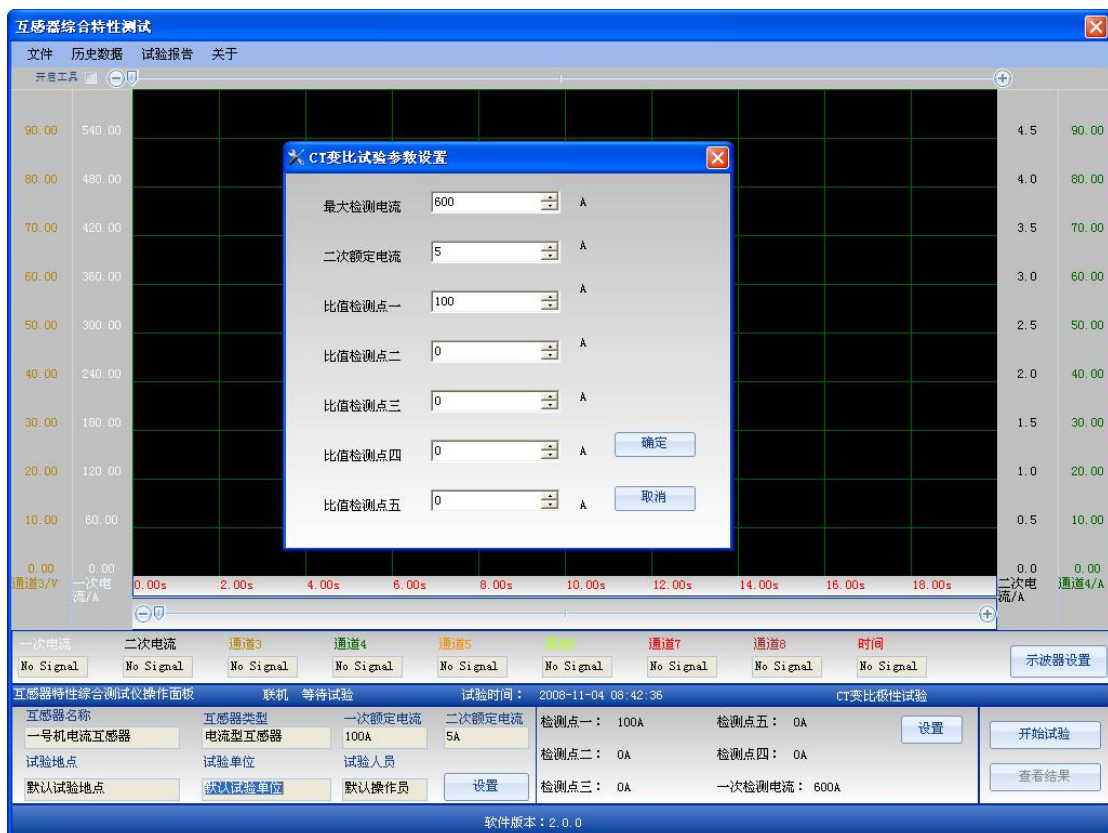 互感器综合特性测试
文件 历史数据 试验报告 关于
开启工具
90.00 540.00 4.5 90.00
80.00 480.00 4.0 80.00
70.00 420.00 3.5 70.00
60.00 360.00 3.0 60.00
50.00 300.00 2.5 50.00
40.00 240.00 2.0 40.00
30.00 180.00 1.5 30.00
20.00 120.00 1.0 20.00
10.00 60.00 0.5 10.00
0.00 0.00 0.0 0.00
CT变比试验参数设置
最大检测电流 600 A
二次额定电流 5 A
比值检测点一 100 A
比值检测点二 0 A
比值检测点三 0 A
比值检测点四 0 A 确定
比值检测点五 0 A 取消
通道3/V 一次电流/A 0.00s 2.00s 4.00s 6.00s 8.00s 10.00s 12.00s 14.00s 16.00s 18.00s 二次电流/A 通道4/A
一次电流 二次电流 通道3 通道4 通道5 通道7 通道8 时间
No Signal No Signal No Signal No Signal No Signal No Signal No Signal No Signal No Signal 示波器设置
互感器特性综合测试仪操作面板 联机 等待试验 试验时间： 2008-11-04 08:42:36 CT变比极性试验
互感器名称 互感器类型 一次额定电流 二次额定电流 检测点一： 100A 检测点五： 0A 设置
一号机电流互感器 电流型互感器 100A 5A 开始试验
试验地点 试验单位 试验人员 检测点二： 0A 检测点四： 0A
默认试验地点 默认试验单位 默认操作员 设置 检测点三： 0A 一次检测电流： 600A 查看结果
软件版本：2.0.0